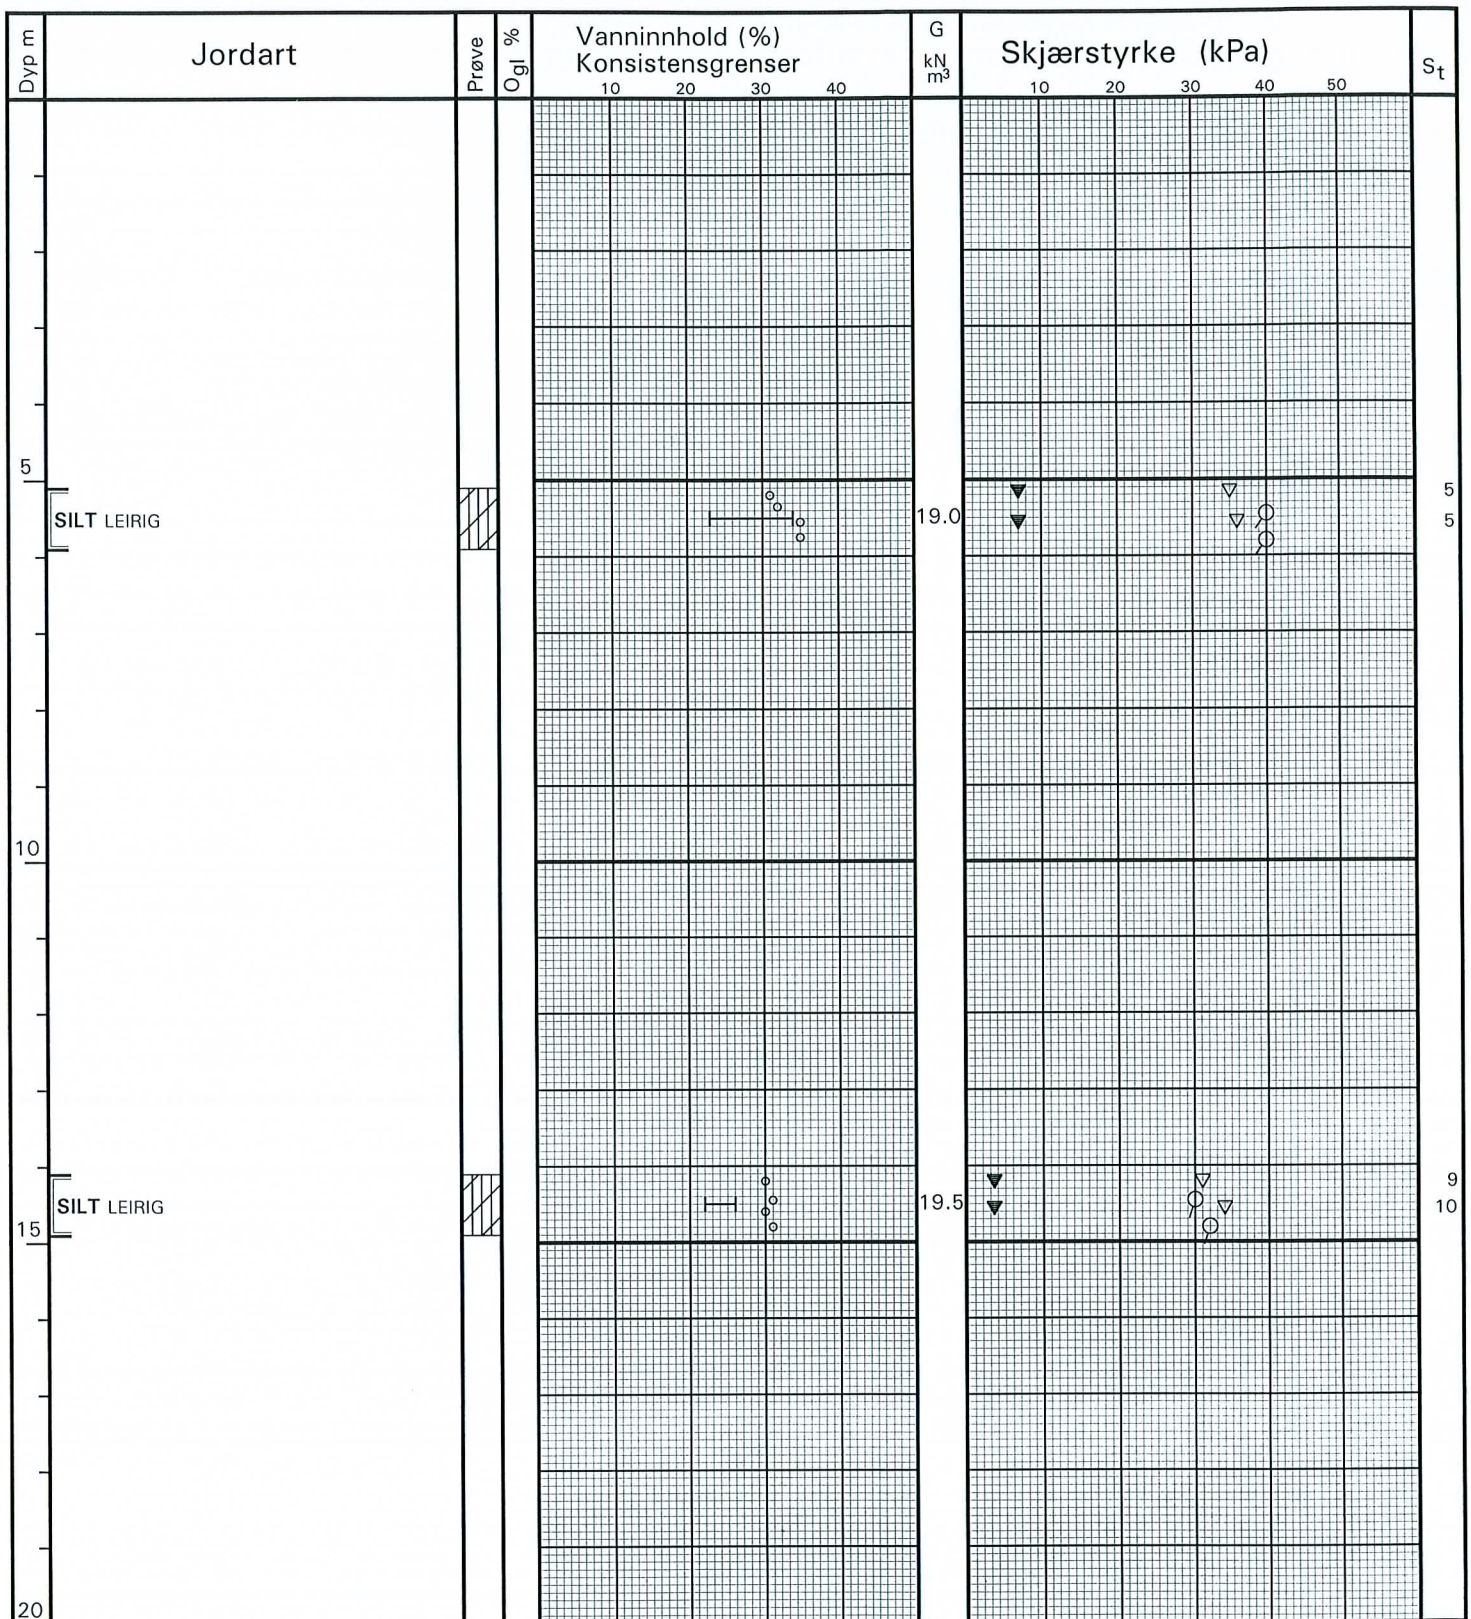 Dyp m
Jordart
Prøve
Ogl %
Vanninnhold (%)
Konsistensgrenser
10 20 30 40
G
kN
m³
Skjærstyrke (kPa)
10 20 30 40 50
St
5
SILT LEIRIG
19.0
5
5
10
SILT LEIRIG
19.5
9
10
15
20